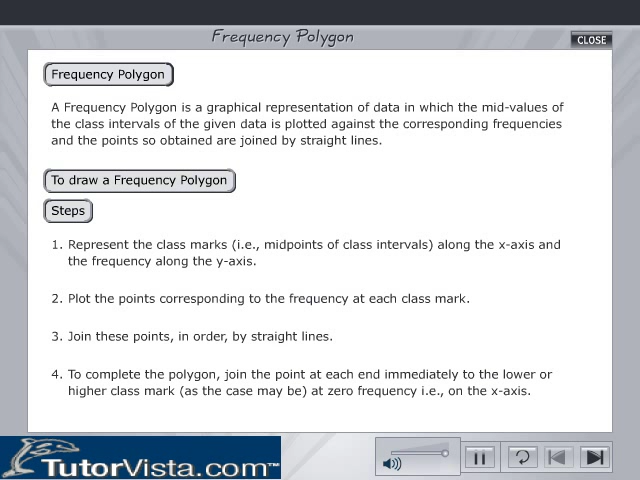 Frequency Polygon
CLOSE
Frequency Polygon
A Frequency Polygon is a graphical representation of data in which the mid-values of
the class intervals of the given data is plotted against the corresponding frequencies
and the points so obtained are joined by straight lines.
To draw a Frequency Polygon
Steps
1. Represent the class marks (i.e., midpoints of class intervals) along the x-axis and
the frequency along the y-axis.
2. Plot the points corresponding to the frequency at each class mark.
3. Join these points, in order, by straight lines.
4. To complete the polygon, join the point at each end immediately to the lower or
higher class mark (as the case may be) at zero frequency i.e., on the x-axis.
TutorVista.com™